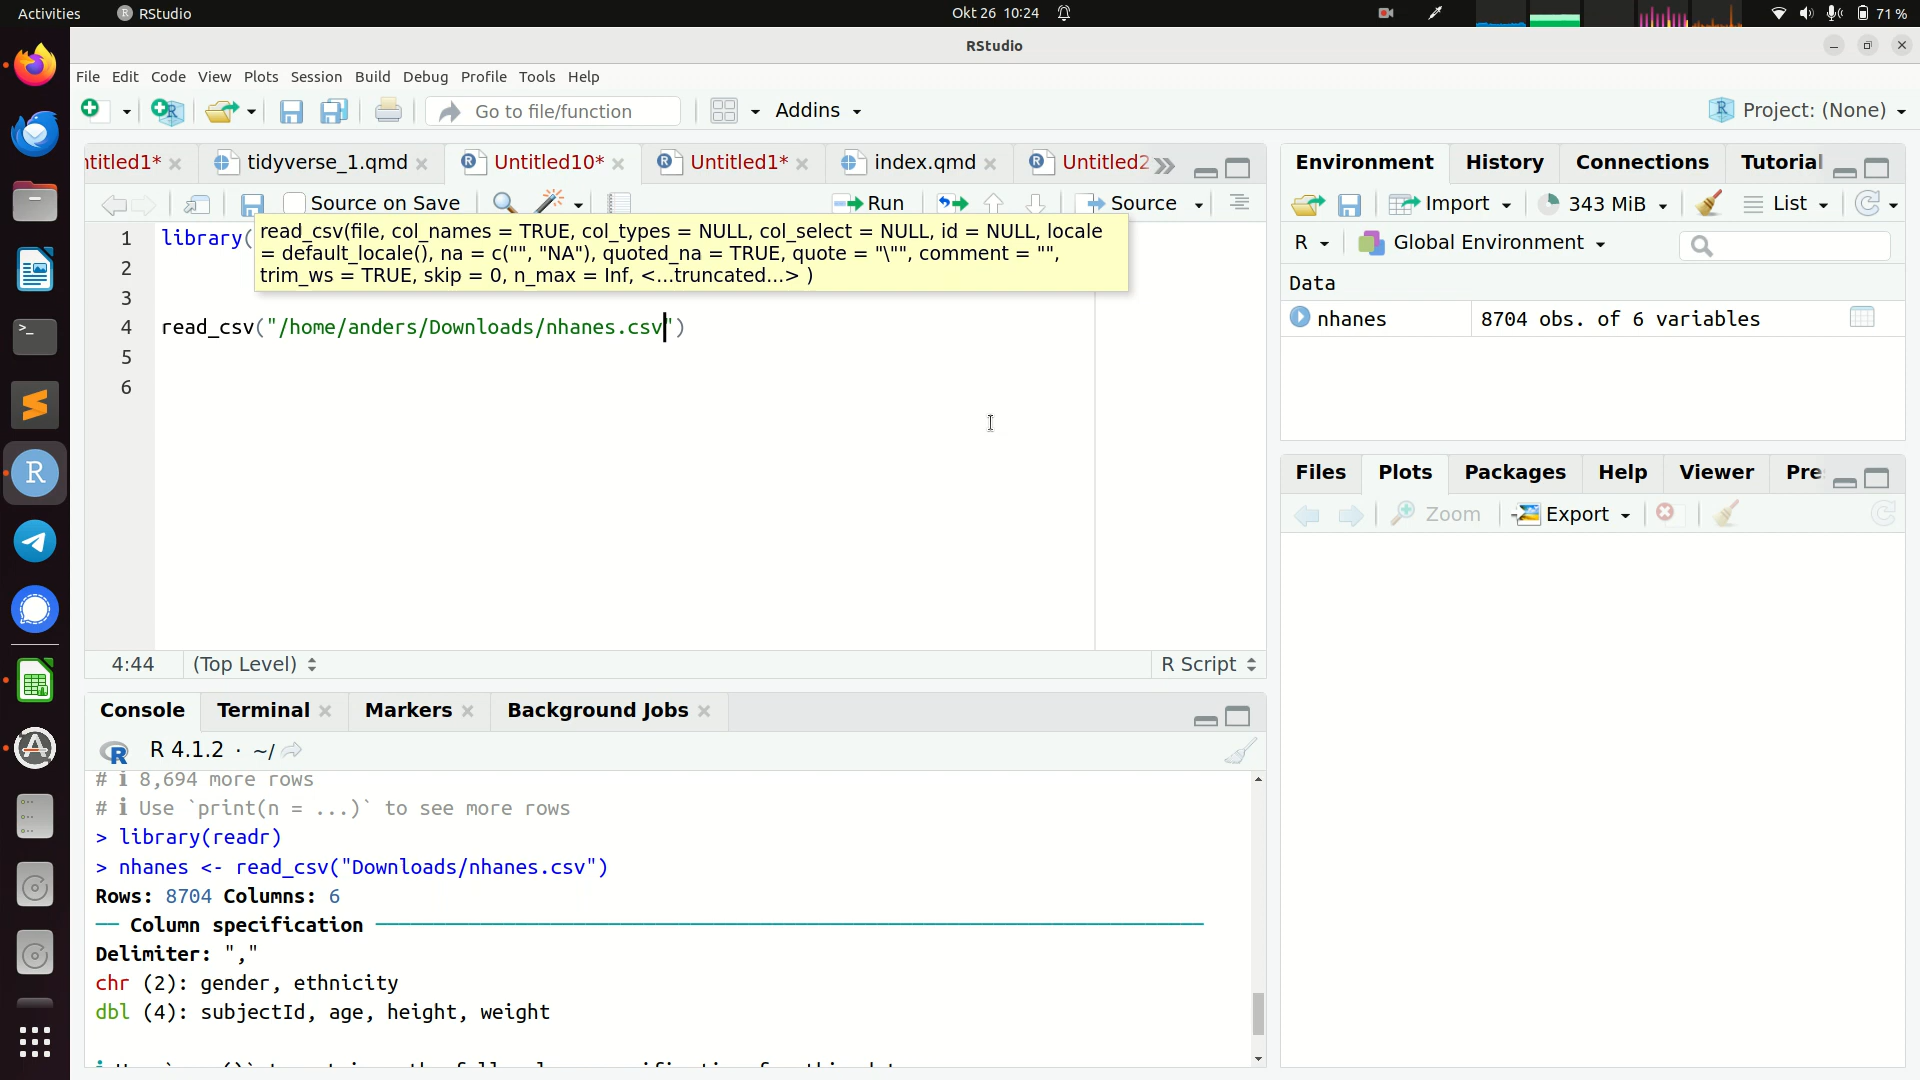 Activities RStudio Okt 26 10:24 71 %
RStudio
File Edit Code View Plots Session Build Debug Profile Tools Help
Go to file/function Addins Project: (None)
ntitled1* tidyverse_1.qmd Untitled10* Untitled1* index.qmd Untitled2
Source on Save Run Source
read_csv(file, col_names = TRUE, col_types = NULL, col_select = NULL, id = NULL, locale
= default_locale(), na = c("", "NA"), quoted_na = TRUE, quote = "\"", comment = "",
trim_ws = TRUE, skip = 0, n_max = Inf, <...truncated...> )
1 library(
2
3
4 read_csv("/home/anders/Downloads/nhanes.csv")
5
6
4:44 (Top Level) R Script
Console Terminal Markers Background Jobs
R 4.1.2 · ~/
# ℹ 8,694 more rows
# ℹ Use `print(n = ...)` to see more rows
> library(readr)
> nhanes <- read_csv("Downloads/nhanes.csv")
Rows: 8704 Columns: 6
── Column specification ──
Delimiter: ","
chr (2): gender, ethnicity
dbl (4): subjectId, age, height, weight
Environment History Connections Tutorial
Import 343 MiB List
R Global Environment
Data
nhanes 8704 obs. of 6 variables
Files Plots Packages Help Viewer Pre
Zoom Export